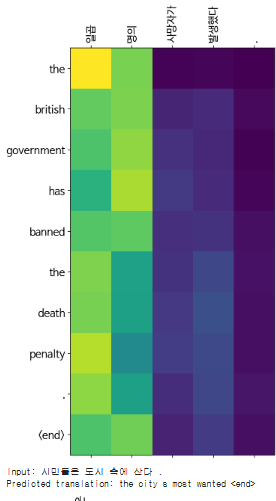 일곱 명의 사망자가 발생했다 .
the
british
government
has
banned
the
death
penalty
.
<end>
Input: 시민들은 도시 속에 산다 .
Predicted translation: the city s most wanted <end>